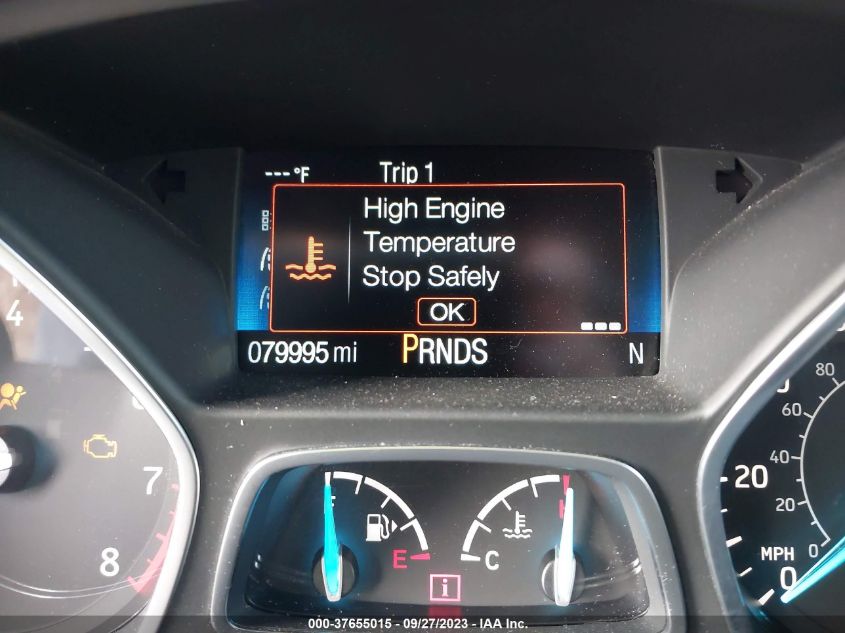 ---°F Trip 1
High Engine
Temperature
Stop Safely
OK
079995 mi PRNDS N
4
7
8
F E C H
i
80
60
40
20
0
20
0
MPH
000-37655015 - 09/27/2023 - IAA Inc.